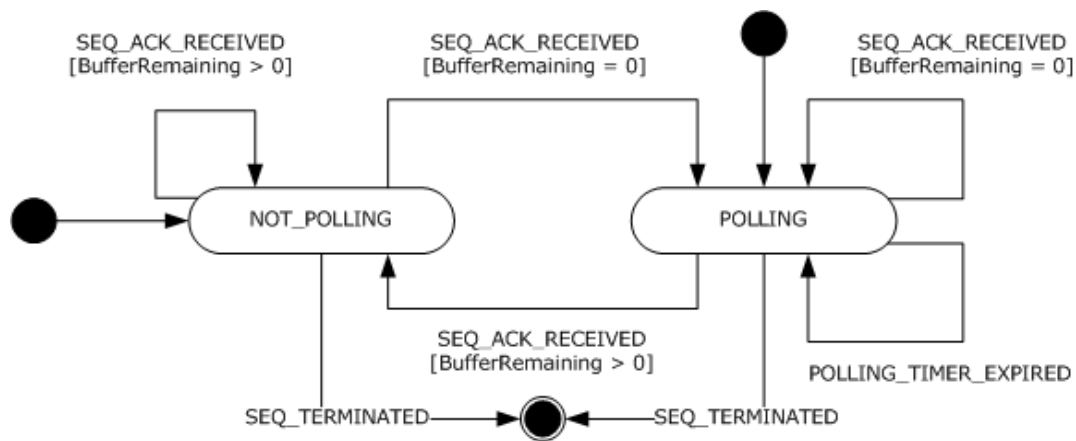 SEQ_ACK_RECEIVED
[BufferRemaining > 0]
SEQ_ACK_RECEIVED
[BufferRemaining = 0]
SEQ_ACK_RECEIVED
[BufferRemaining = 0]
NOT_POLLING
POLLING
SEQ_ACK_RECEIVED
[BufferRemaining > 0]
POLLING_TIMER_EXPIRED
SEQ_TERMINATED
SEQ_TERMINATED